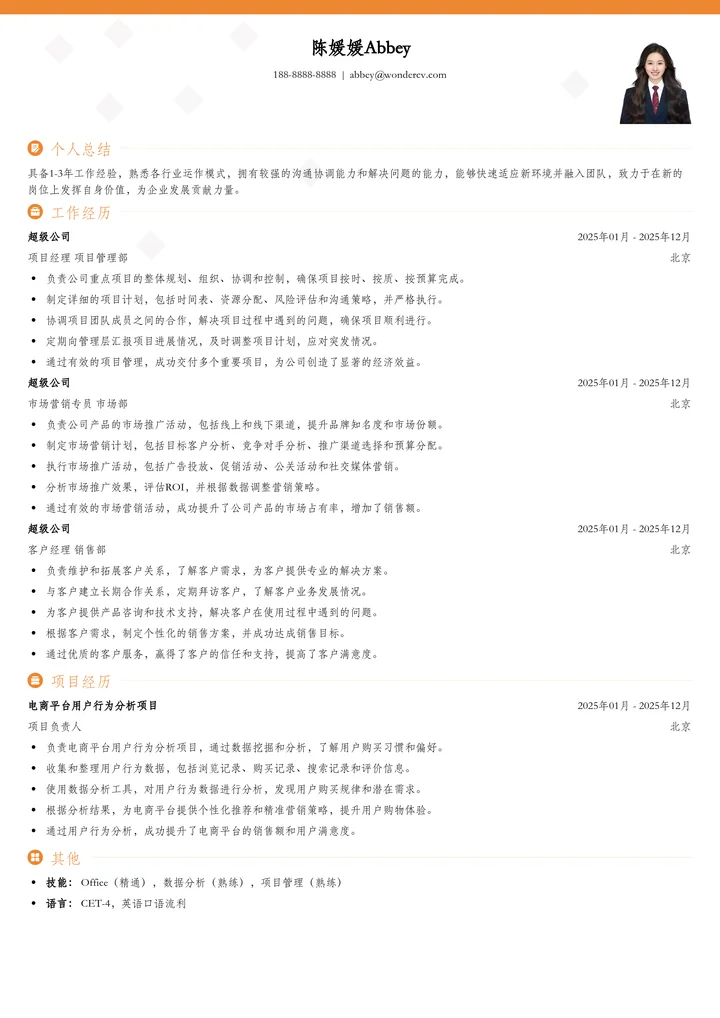 陈媛媛Abbey
188-8888-8888 | abbey@wondercv.com
个人总结
具备1-3年工作经验，熟悉各行业运作模式，拥有较强的沟通协调能力和解决问题的能力，能够快速适应新环境并融入团队，致力于在新的
岗位上发挥自身价值，为企业发展贡献力量。
工作经历
超级公司 2025年01月 - 2025年12月
项目经理 项目管理部 北京
• 负责公司重点项目的整体规划、组织、协调和控制，确保项目按时、按质、按预算完成。
• 制定详细的项目计划，包括时间表、资源分配、风险评估和沟通策略，并严格执行。
• 协调项目团队成员之间的合作，解决项目过程中遇到的问题，确保项目顺利进行。
• 定期向管理层汇报项目进展情况，及时调整项目计划，应对突发情况。
• 通过有效的项目管理，成功交付多个重要项目，为公司创造了显著的经济效益。
超级公司 2025年01月 - 2025年12月
市场营销专员 市场部 北京
• 负责公司产品的市场推广活动，包括线上和线下渠道，提升品牌知名度和市场份额。
• 制定市场营销计划，包括目标客户分析、竞争对手分析、推广渠道选择和预算分配。
• 执行市场推广活动，包括广告投放、促销活动、公关活动和社交媒体营销。
• 分析市场推广效果，评估ROI，并根据数据调整营销策略。
• 通过有效的市场营销活动，成功提升了公司产品的市场占有率，增加了销售额。
超级公司 2025年01月 - 2025年12月
客户经理 销售部 北京
• 负责维护和拓展客户关系，了解客户需求，为客户提供专业的解决方案。
• 与客户建立长期合作关系，定期拜访客户，了解客户业务发展情况。
• 为客户提供产品咨询和技术支持，解决客户在使用过程中遇到的问题。
• 根据客户需求，制定个性化的销售方案，并成功达成销售目标。
• 通过优质的客户服务，赢得了客户的信任和支持，提高了客户满意度。
项目经历
电商平台用户行为分析项目 2025年01月 - 2025年12月
项目负责人 北京
• 负责电商平台用户行为分析项目，通过数据挖掘和分析，了解用户购买习惯和偏好。
• 收集和整理用户行为数据，包括浏览记录、购买记录、搜索记录和评价信息。
• 使用数据分析工具，对用户行为数据进行分析，发现用户购买规律和潜在需求。
• 根据分析结果，为电商平台提供个性化推荐和精准营销策略，提升用户购物体验。
• 通过用户行为分析，成功提升了电商平台的销售额和用户满意度。
其他
• 技能： Office（精通），数据分析（熟练），项目管理（熟练）
• 语言： CET-4，英语口语流利